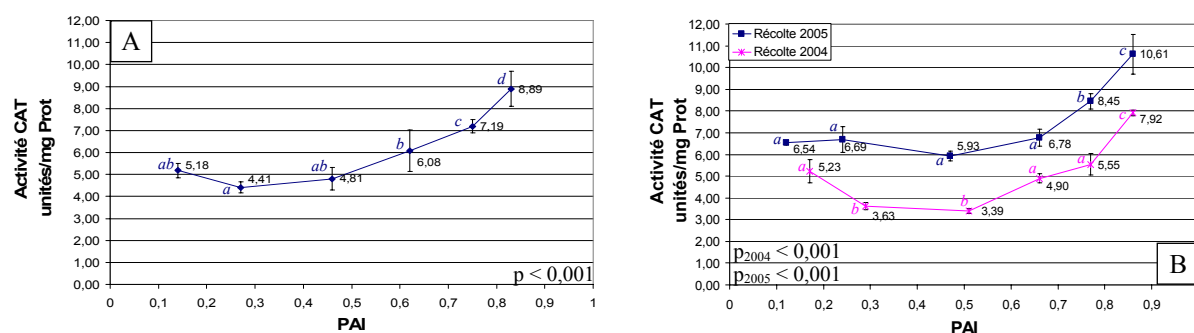 A
Activité CAT
unités/mg Prot
12,00
11,00
10,00
9,00
8,00
7,00
6,00
5,00
4,00
3,00
2,00
1,00
0,00
ab 5,18
a 4,41
ab 4,81
b 6,08
c 7,19
d 8,89
p < 0,001
0 0,1 0,2 0,3 0,4 0,5 0,6 0,7 0,8 0,9 1
PAI
Activité CAT
unités/mg Prot
12,00
11,00
10,00
9,00
8,00
7,00
6,00
5,00
4,00
3,00
2,00
1,00
0,00
Récolte 2005
Récolte 2004
a 6,54
a 6,69
a 5,93
a 6,78
b 8,45
c 10,61
a 5,23
b 3,63
b 3,39
a 4,90
a 5,55
c 7,92
p2004 < 0,001
p2005 < 0,001
B
0 0,1 0,2 0,3 0,4 0,5 0,6 0,7 0,8 0,9
PAI